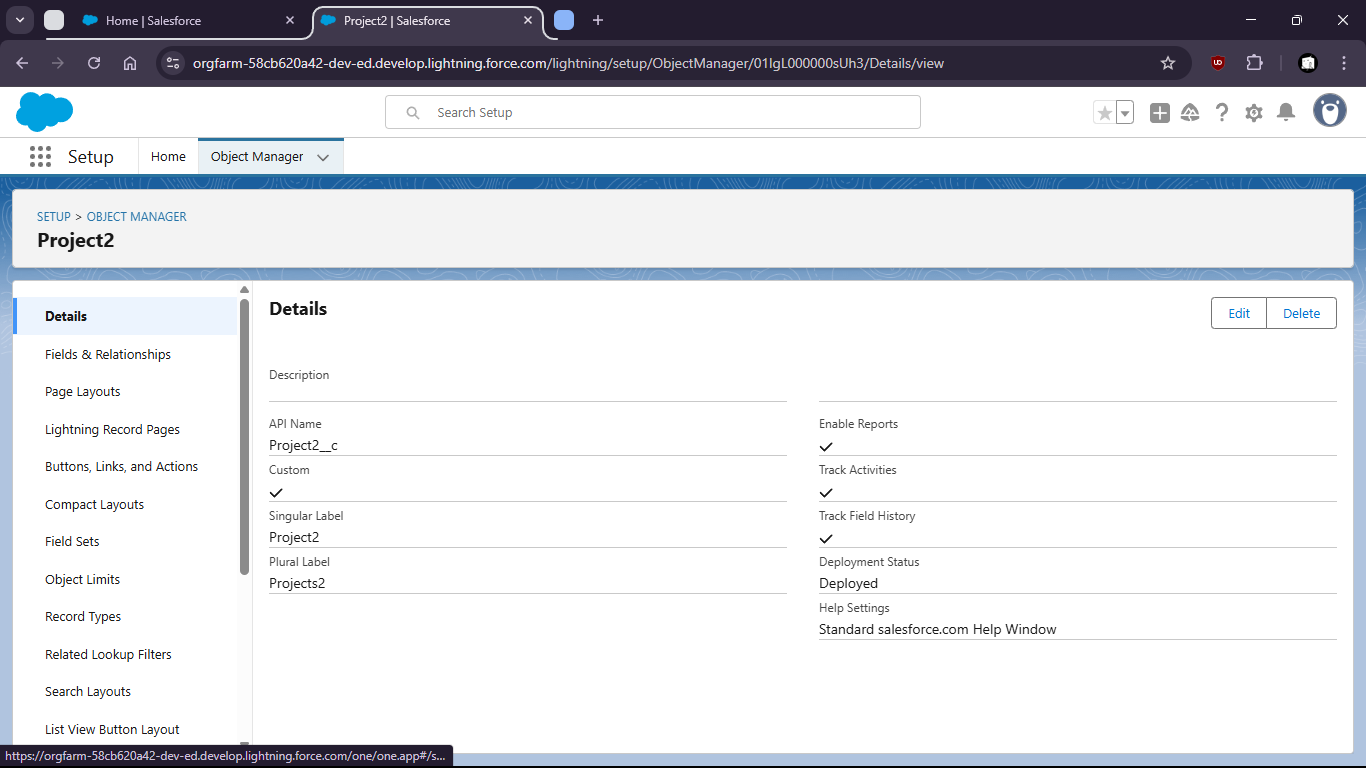 Home | Salesforce
Project2 | Salesforce
orgfarm-58cb620a42-dev-ed.develop.lightning.force.com/lightning/setup/ObjectManager/01IgL000000sUh3/Details/view
Search Setup
Setup
Home
Object Manager
SETUP > OBJECT MANAGER
Project2
Details
Fields & Relationships
Page Layouts
Lightning Record Pages
Buttons, Links, and Actions
Compact Layouts
Field Sets
Object Limits
Record Types
Related Lookup Filters
Search Layouts
List View Button Layout
Details
Edit
Delete
Description
API Name
Project2__c
Custom
Singular Label
Project2
Plural Label
Projects2
Enable Reports
Track Activities
Track Field History
Deployment Status
Deployed
Help Settings
Standard salesforce.com Help Window
https://orgfarm-58cb620a42-dev-ed.develop.lightning.force.com/one/one.app#/s...